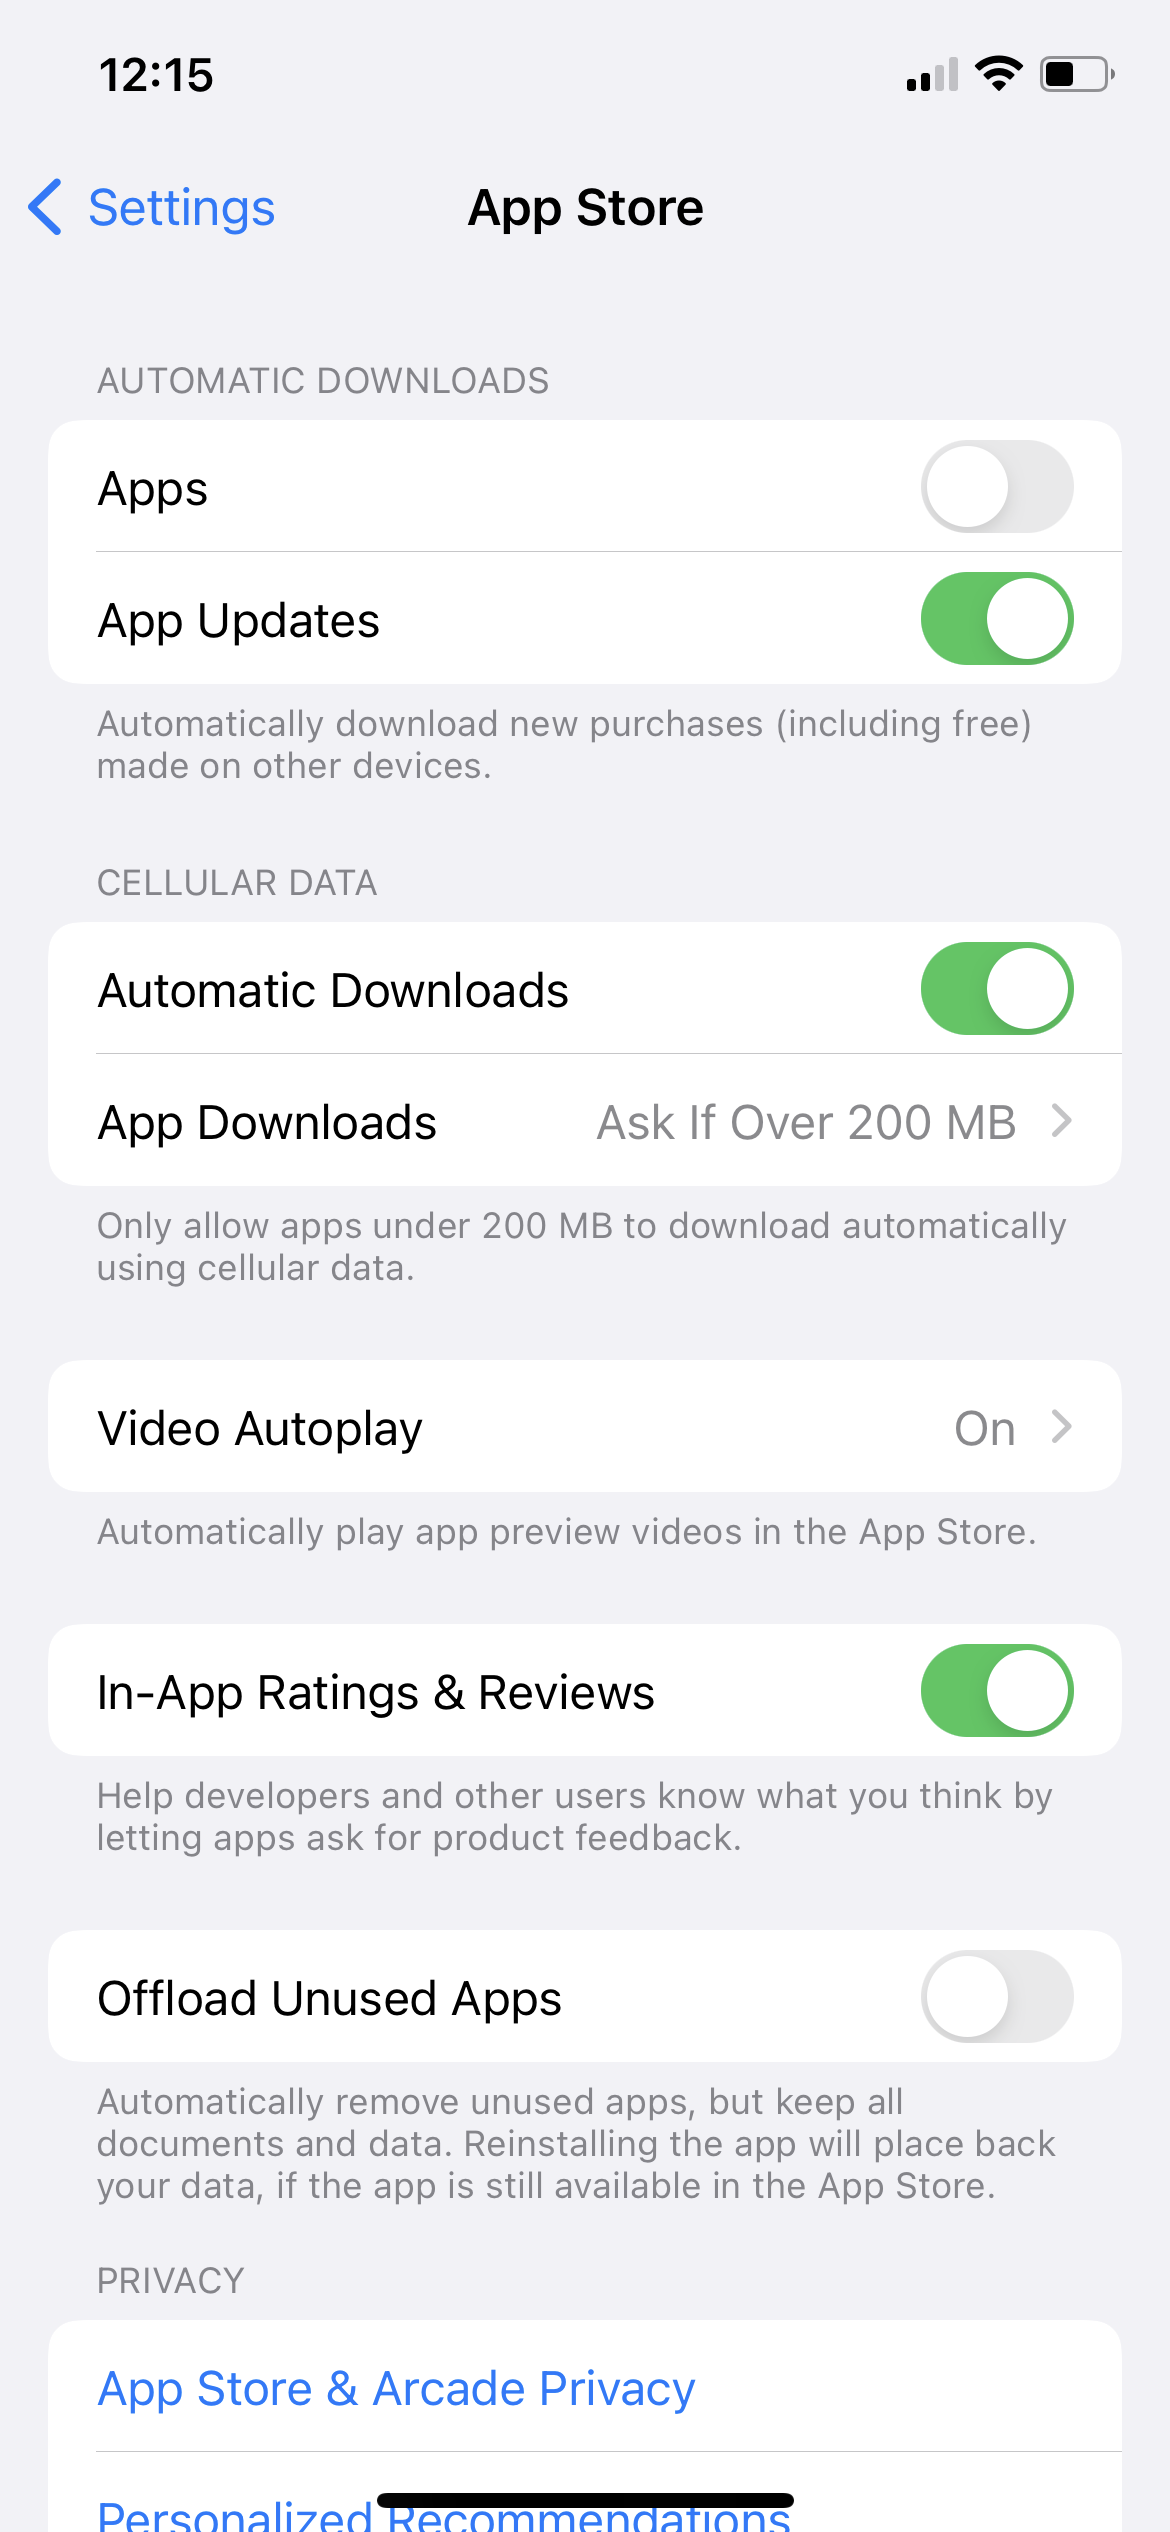 12:15
Settings
App Store
AUTOMATIC DOWNLOADS
Apps
App Updates
Automatically download new purchases (including free)
made on other devices.
CELLULAR DATA
Automatic Downloads
App Downloads Ask If Over 200 MB
Only allow apps under 200 MB to download automatically
using cellular data.
Video Autoplay On
Automatically play app preview videos in the App Store.
In-App Ratings & Reviews
Help developers and other users know what you think by
letting apps ask for product feedback.
Offload Unused Apps
Automatically remove unused apps, but keep all
documents and data. Reinstalling the app will place back
your data, if the app is still available in the App Store.
PRIVACY
App Store & Arcade Privacy
Personalized Recommendations